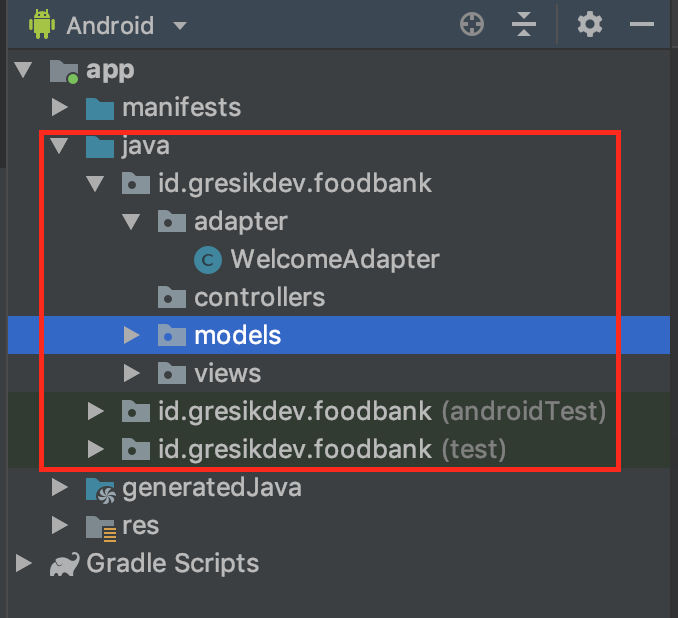 Android
app
manifests
java
id.gresikdev.foodbank
adapter
C WelcomeAdapter
controllers
models
views
id.gresikdev.foodbank (androidTest)
id.gresikdev.foodbank (test)
generatedJava
res
Gradle Scripts